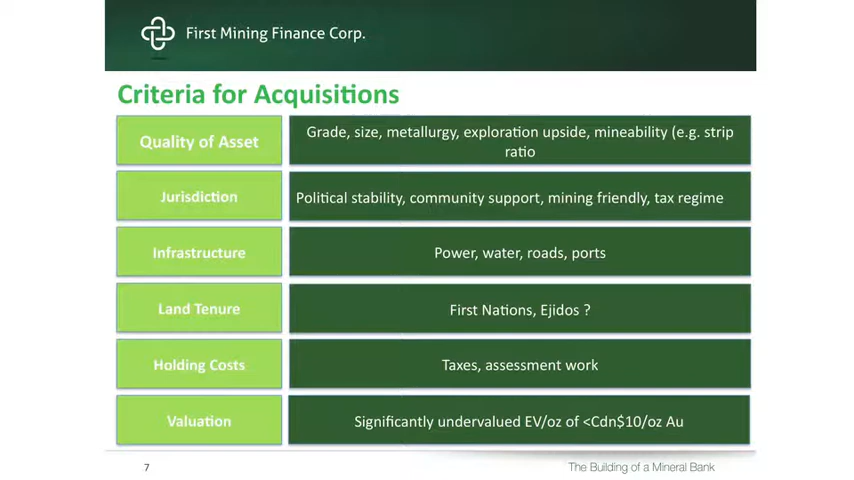 First Mining Finance Corp.
Criteria for Acquisitions
Quality of Asset
Grade, size, metallurgy, exploration upside, mineability (e.g. strip
ratio
Jurisdiction
Political stability, community support, mining friendly, tax regime
Infrastructure
Power, water, roads, ports
Land Tenure
First Nations, Ejidos ?
Holding Costs
Taxes, assessment work
Valuation
Significantly undervalued EV/oz of <Cdn$10/oz Au
7
The Building of a Mineral Bank